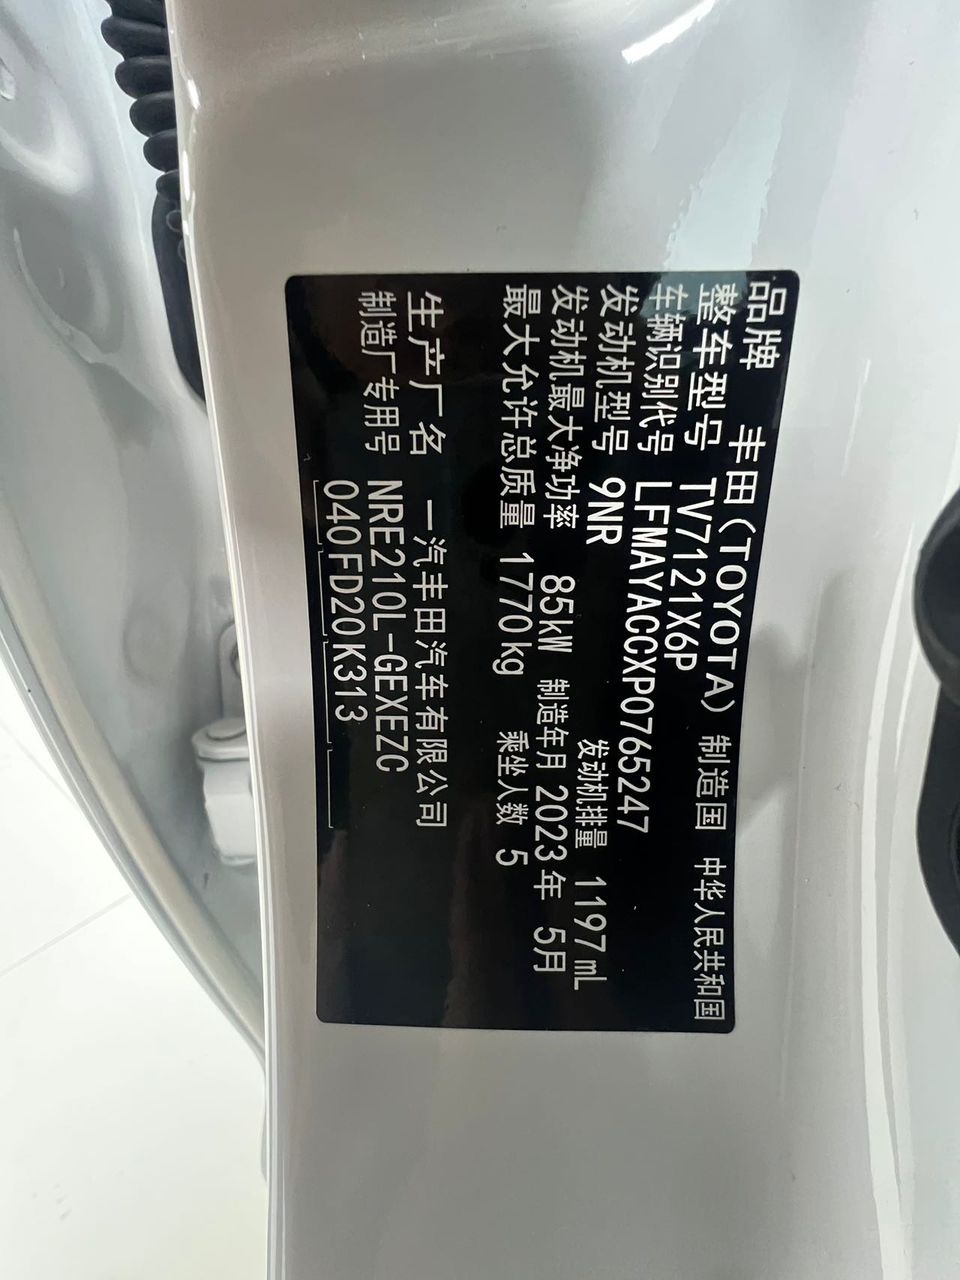 品牌 丰田(TOYOTA) 制造国 中华人民共和国
整车型号 TV7121X6P
车辆识别代号 LFMAYACCXP0765247
发动机型号 9NR 发动机排量 1197mL
发动机最大净功率 85kW 制造年月 2023年 5月
最大允许总质量 1770kg 乘坐人数 5
生产厂名 一汽丰田汽车有限公司
制造厂专用号 NRE210L-GEXEZC
040FD20K313